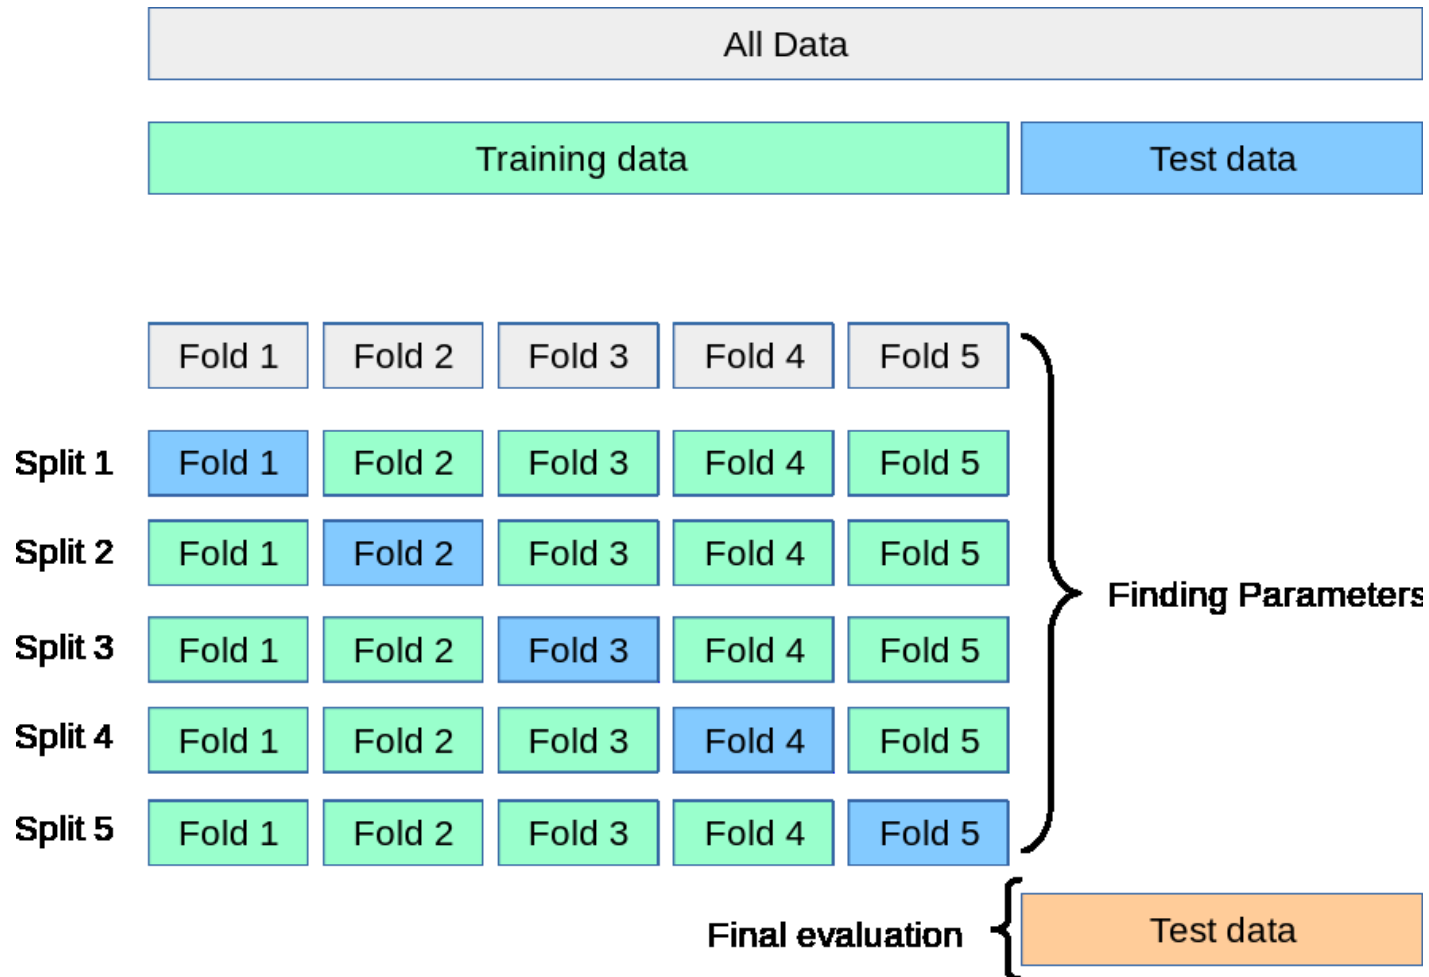 All Data
Training data Test data
Fold 1 Fold 2 Fold 3 Fold 4 Fold 5
Split 1 Fold 1 Fold 2 Fold 3 Fold 4 Fold 5
Split 2 Fold 1 Fold 2 Fold 3 Fold 4 Fold 5
Finding Parameters
Split 3 Fold 1 Fold 2 Fold 3 Fold 4 Fold 5
Split 4 Fold 1 Fold 2 Fold 3 Fold 4 Fold 5
Split 5 Fold 1 Fold 2 Fold 3 Fold 4 Fold 5
Final evaluation Test data